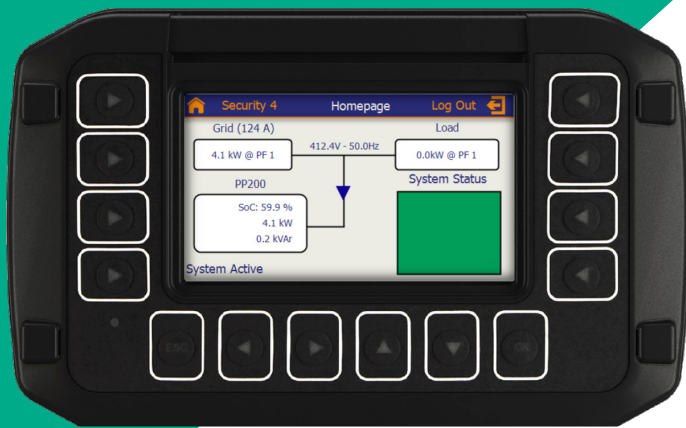 Security 4
Homepage
Log Out
Grid (124 A)
412.4V - 50.0Hz
Load
4.1 kW @ PF 1
0.0kW @ PF 1
PP200
System Status
SoC: 59.9 %
4.1 kW
0.2 kVAr
System Active
ESC
OK